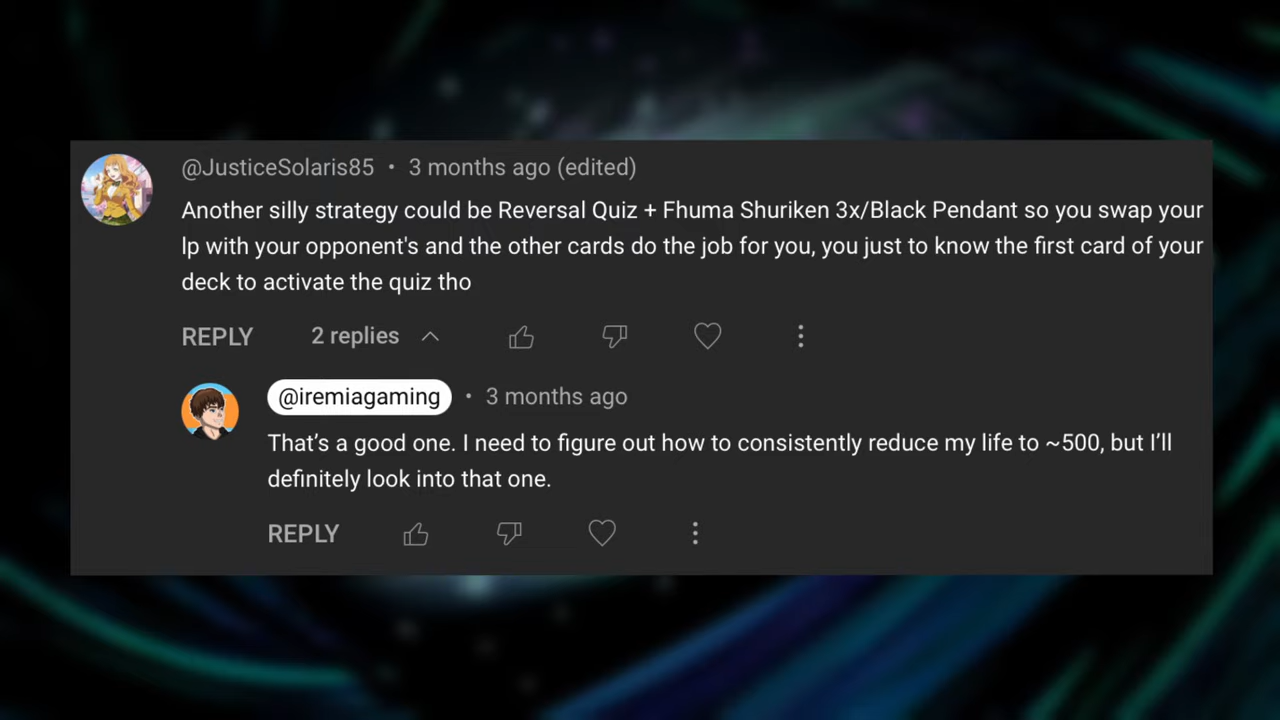 @JusticeSolaris85 • 3 months ago (edited)
Another silly strategy could be Reversal Quiz + Fhuma Shuriken 3x/Black Pendant so you swap your
lp with your opponent's and the other cards do the job for you, you just to know the first card of your
deck to activate the quiz tho
REPLY 2 replies
@iremiagaming • 3 months ago
That’s a good one. I need to figure out how to consistently reduce my life to ~500, but I’ll
definitely look into that one.
REPLY